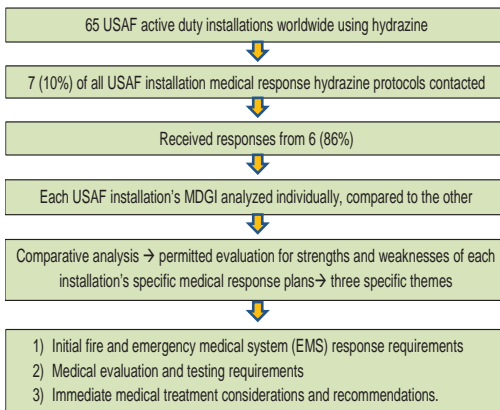 65 USAF active duty installations worldwide using hydrazine
7 (10%) of all USAF installation medical response hydrazine protocols contacted
Received responses from 6 (86%)
Each USAF installation's MDGI analyzed individually, compared to the other
Comparative analysis → permitted evaluation for strengths and weaknesses of each
installation's specific medical response plans→ three specific themes
1) Initial fire and emergency medical system (EMS) response requirements
2) Medical evaluation and testing requirements
3) Immediate medical treatment considerations and recommendations.